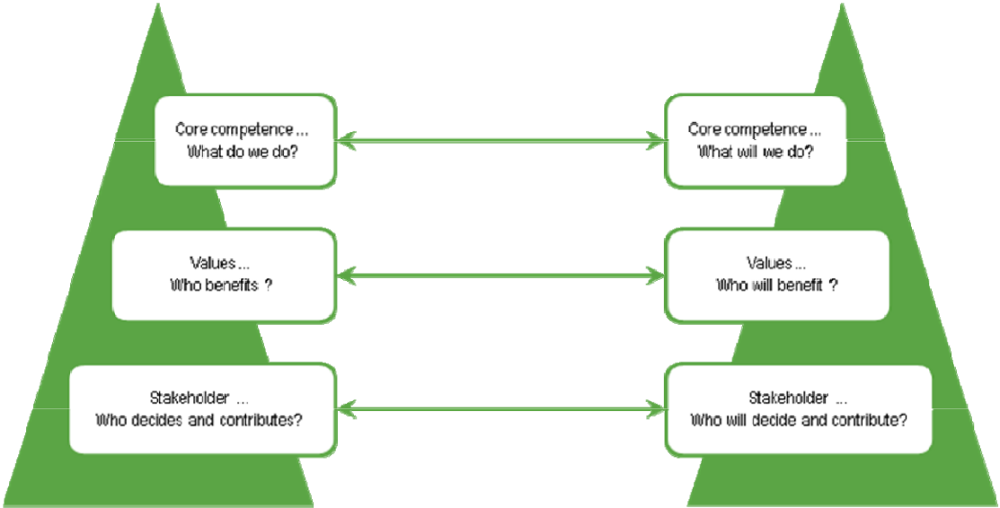 Core competence ...
What do we do?
Core competence ...
What will we do?
Values ...
Who benefits ?
Values ...
Who will benefit ?
Stakeholder ...
Who decides and contributes?
Stakeholder ...
Who will decide and contribute?